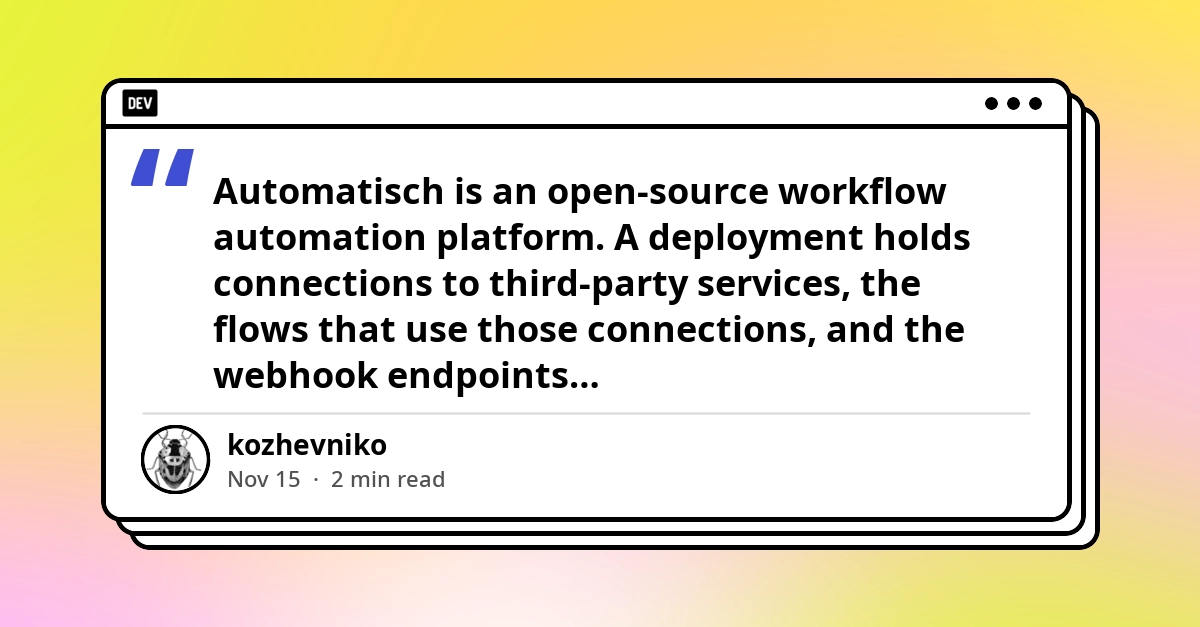 DEV
“
Automatisch is an open-source workflow
automation platform. A deployment holds
connections to third-party services, the
flows that use those connections, and the
webhook endpoints...
kozhevniko
Nov 15 · 2 min read